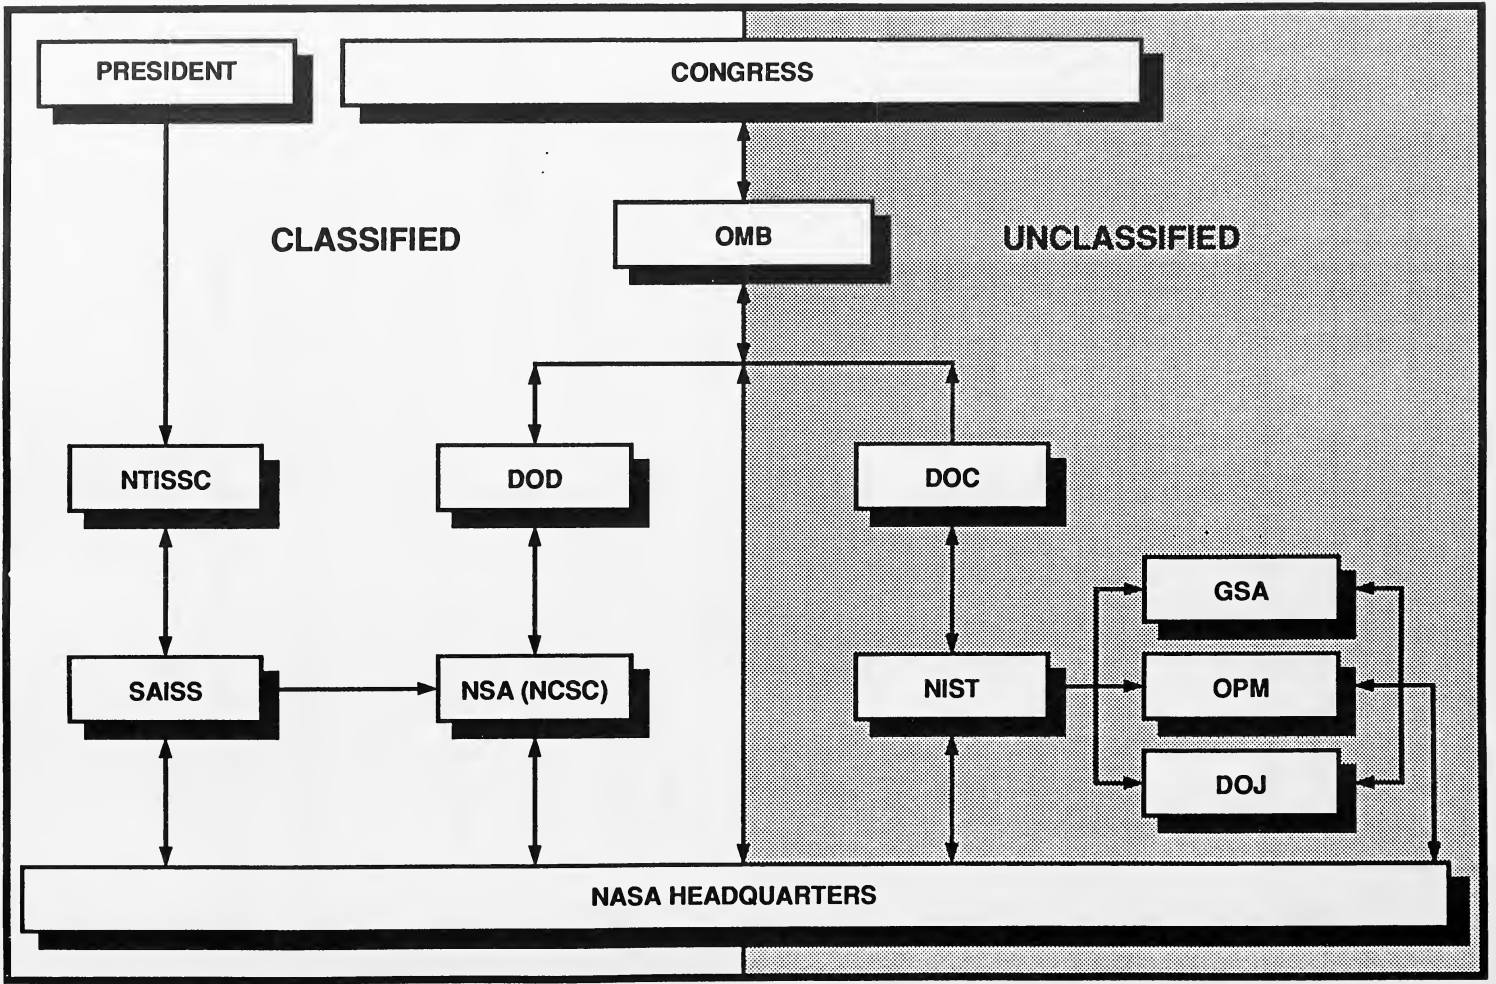 PRESIDENT
CONGRESS
CLASSIFIED
OMB
UNCLASSIFIED
NTISSC
DOD
DOC
GSA
SAISS
NSA (NCSC)
NIST
OPM
DOJ
NASA HEADQUARTERS